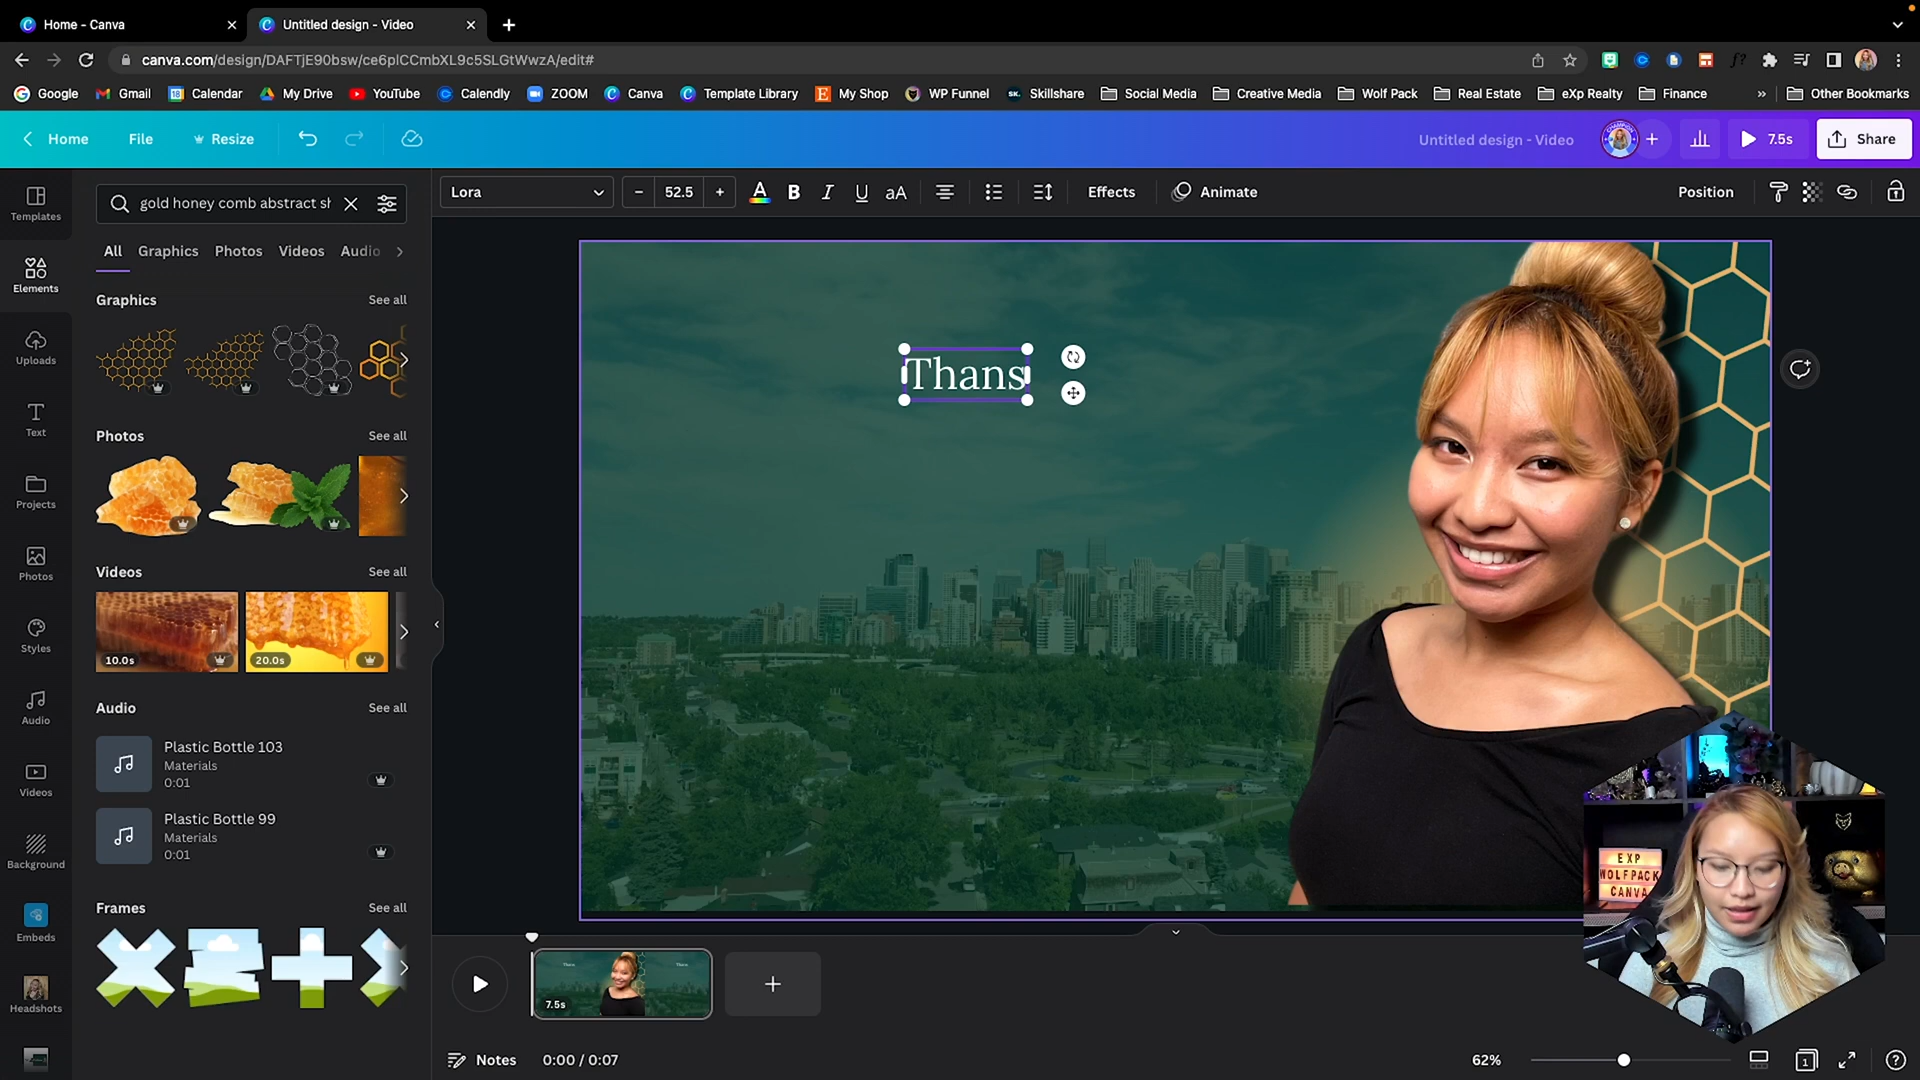 Home - Canva
Untitled design - Video
canva.com/design/DAFTjE90bsw/ce6plCCmbXL9c5SLGtWwzA/edit#
Google Gmail Calendar My Drive YouTube Calendly ZOOM Canva Template Library My Shop WP Funnel Skillshare Social Media Creative Media Wolf Pack Real Estate eXp Realty Finance » Other Bookmarks
Home File Resize Untitled design - Video 7.5s Share
Templates
Elements
Uploads
Text
Projects
Photos
Styles
Audio
Videos
Background
Embeds
Headshots
gold honey comb abstract sh
All Graphics Photos Videos Audio
Graphics See all
Photos See all
Videos See all
10.0s
20.0s
Audio See all
Plastic Bottle 103
Materials
0:01
Plastic Bottle 99
Materials
0:01
Frames See all
Lora 52.5 A B I U aA Effects Animate Position
Thans
EXP
WOLFPACK
CANVA
7.5s
Notes 0:00 / 0:07
62%
1